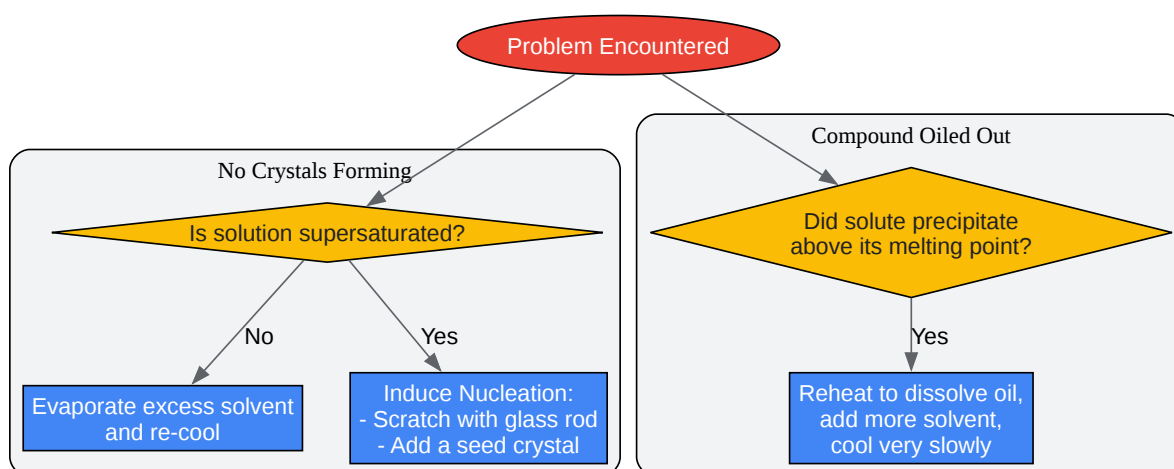 Problem Encountered
No Crystals Forming
Is solution supersaturated?
No
Yes
Evaporate excess solvent
and re-cool
Induce Nucleation:
- Scratch with glass rod
- Add a seed crystal
Compound Oiled Out
Did solute precipitate
above its melting point?
Yes
Reheat to dissolve oil,
add more solvent,
cool very slowly